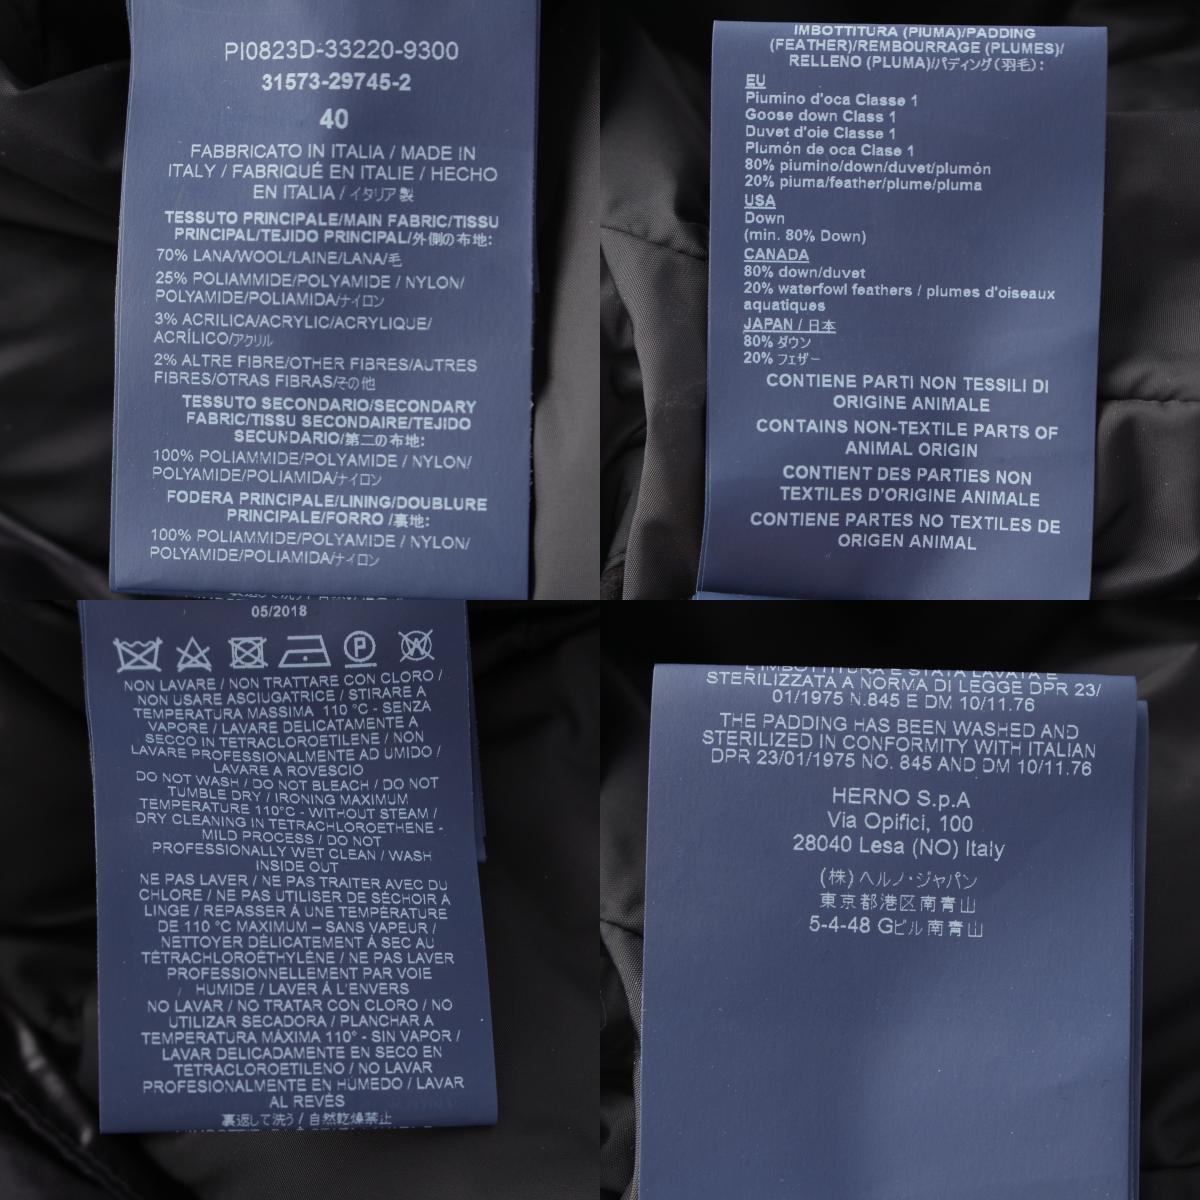 PI0823D-33220-9300
31573-29745-2
40
FABBRICATO IN ITALIA / MADE IN
ITALY / FABRIQUÉ EN ITALIE / HECHO
EN ITALIA / イタリア製
TESSUTO PRINCIPALE/MAIN FABRIC/TISSU
PRINCIPAL/TEJIDO PRINCIPAL/外側の布地:
70% LANA/WOOL/LAINE/LANA/毛
25% POLIAMMIDE/POLYAMIDE / NYLON/
POLYAMIDE/POLIAMIDA/ナイロン
3% ACRILICA/ACRYLIC/ACRYLIQUE/
ACRÍLICO/アクリル
2% ALTRE FIBRE/OTHER FIBRES/AUTRES
FIBRES/OTRAS FIBRAS/その他
TESSUTO SECONDARIO/SECONDARY
FABRIC/TISSU SECONDAIRE/TEJIDO
SECUNDARIO/第二の布地:
100% POLIAMMIDE/POLYAMIDE / NYLON/
POLYAMIDE/POLIAMIDA/ナイロン
FODERA PRINCIPALE/LINING/DOUBLURE
PRINCIPALE/FORRO /裏地:
100% POLIAMMIDE/POLYAMIDE / NYLON/
POLYAMIDE/POLIAMIDA/ナイロン
IMBOTTITURA (PIUMA)/PADDING
(FEATHER)/REMBOURRAGE (PLUMES)/
RELLENO (PLUMA)/パディング(羽毛):
EU
Piumino d'oca Classe 1
Goose down Class 1
Duvet d'oie Classe 1
Plumón de oca Clase 1
80% piumino/down/duvet/plumón
20% piuma/feather/plume/pluma
USA
Down
(min. 80% Down)
CANADA
80% down/duvet
20% waterfowl feathers / plumes d'oiseaux
aquatiques
JAPAN / 日本
80% ダウン
20% フェザー
CONTIENE PARTI NON TESSILI DI
ORIGINE ANIMALE
CONTAINS NON-TEXTILE PARTS OF
ANIMAL ORIGIN
CONTIENT DES PARTIES NON
TEXTILES D'ORIGINE ANIMALE
CONTIENE PARTES NO TEXTILES DE
ORIGEN ANIMAL
05/2018
P
W
NON LAVARE / NON TRATTARE CON CLORO /
NON USARE ASCIUGATRICE / STIRARE A
TEMPERATURA MASSIMA 110 °C - SENZA
VAPORE / LAVARE DELICATAMENTE A
SECCO IN TETRACLOROETILENE / NON
LAVARE PROFESSIONALMENTE AD UMIDO /
LAVARE A ROVESCIO
DO NOT WASH / DO NOT BLEACH / DO NOT
TUMBLE DRY / IRONING MAXIMUM
TEMPERATURE 110°C - WITHOUT STEAM /
DRY CLEANING IN TETRACHLOROETHENE -
MILD PROCESS / DO NOT
PROFESSIONALLY WET CLEAN / WASH
INSIDE OUT
NE PAS LAVER / NE PAS TRAITER AVEC DU
CHLORE / NE PAS UTILISER DE SÉCHOIR À
LINGE / REPASSER À UNE TEMPÉRATURE
DE 110 °C MAXIMUM – SANS VAPEUR /
NETTOYER DÉLICATEMENT À SEC AU
TÉTRACHLOROÉTHYLÈNE / NE PAS LAVER
PROFESSIONNELLEMENT PAR VOIE
HUMIDE / LAVER À L'ENVERS
NO LAVAR / NO TRATAR CON CLORO / NO
UTILIZAR SECADORA / PLANCHAR A
TEMPERATURA MÁXIMA 110° - SIN VAPOR /
LAVAR DELICADAMENTE EN SECO EN
TETRACLOROETILENO / NO LAVAR
PROFESIONALMENTE EN HÚMEDO / LAVAR
AL REVÉS
裏返して洗う / 自然乾燥禁止
L'IMBOTTITURA È STATA LAVATA E
STERILIZZATA A NORMA DI LEGGE DPR 23/
01/1975 N.845 E DM 10/11.76
THE PADDING HAS BEEN WASHED AND
STERILIZED IN CONFORMITY WITH ITALIAN
DPR 23/01/1975 NO. 845 AND DM 10/11.76
HERNO S.p.A
Via Opifici, 100
28040 Lesa (NO) Italy
(株) ヘルノ・ジャパン
東京都港区南青山
5-4-48 Gビル南青山